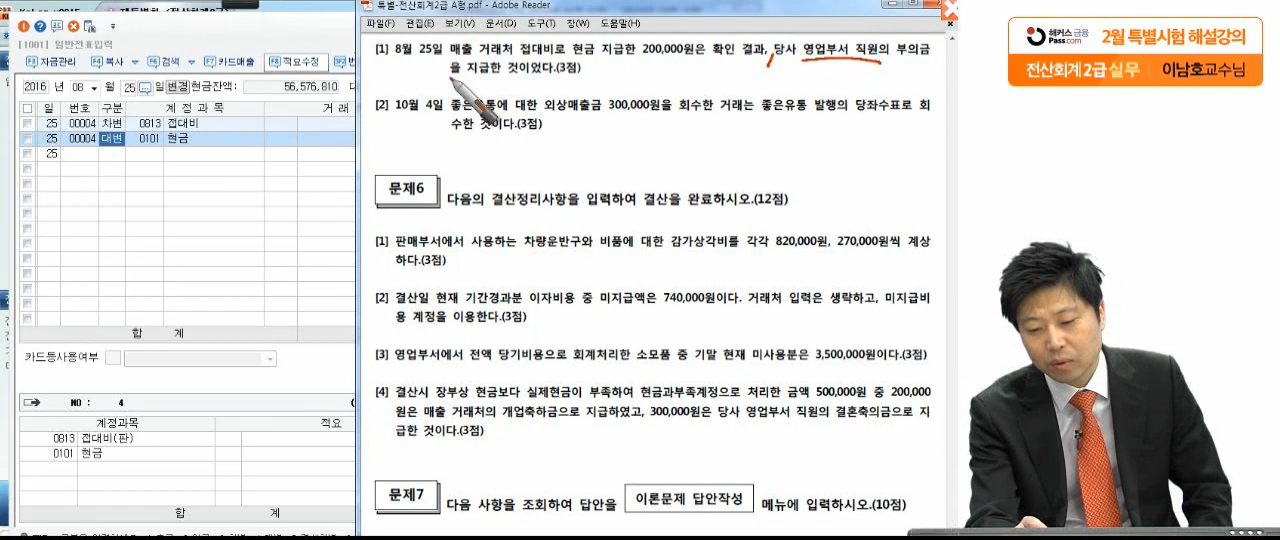 특별-전산회계2급 A형.pdf - Adobe Reader
파일(F) 편집(E) 보기(V) 문서(D) 도구(T) 창(W) 도움말(H)
[1001] 일반전표입력
F3 자금관리 F4 복사 F6 검색 F7 카드매출 F8 적요수정
2016 년 08 월 25 일 변경 현금잔액: 56,576,810
일 번호 구분 계 정 과 목 거 래
25 00004 차변 0813 접대비
25 00004 대변 0101 현금
25
합 계
카드등사용여부
NO : 4
계정과목 적요
0813 접대비(판)
0101 현금
합 계
[1] 8월 25일 매출 거래처 접대비로 현금 지급한 200,000원은 확인 결과, 당사 영업부서 직원의 부의금
을 지급한 것이었다.(3점)
[2] 10월 4일 좋은유통에 대한 외상매출금 300,000원을 회수한 거래는 좋은유통 발행의 당좌수표로 회
수한 것이다.(3점)
문제6 다음의 결산정리사항을 입력하여 결산을 완료하시오.(12점)
[1] 판매부서에서 사용하는 차량운반구와 비품에 대한 감가상각비를 각각 820,000원, 270,000원씩 계상
하다.(3점)
[2] 결산일 현재 기간경과분 이자비용 중 미지급액은 740,000원이다. 거래처 입력은 생략하고, 미지급비
용 계정을 이용한다.(3점)
[3] 영업부서에서 전액 당기비용으로 회계처리한 소모품 중 기말 현재 미사용분은 3,500,000원이다.(3점)
[4] 결산시 장부상 현금보다 실제현금이 부족하여 현금과부족계정으로 처리한 금액 500,000원 중 200,000
원은 매출 거래처의 개업축하금으로 지급하였고, 300,000원은 당사 영업부서 직원의 결혼축의금으로 지
급한 것이다.(3점)
문제7 다음 사항을 조회하여 답안을 이론문제 답안작성 메뉴에 입력하시오.(10점)
해커스 금융
Pass.com
2월 특별시험 해설강의
전산회계 2급 실무 이남호교수님